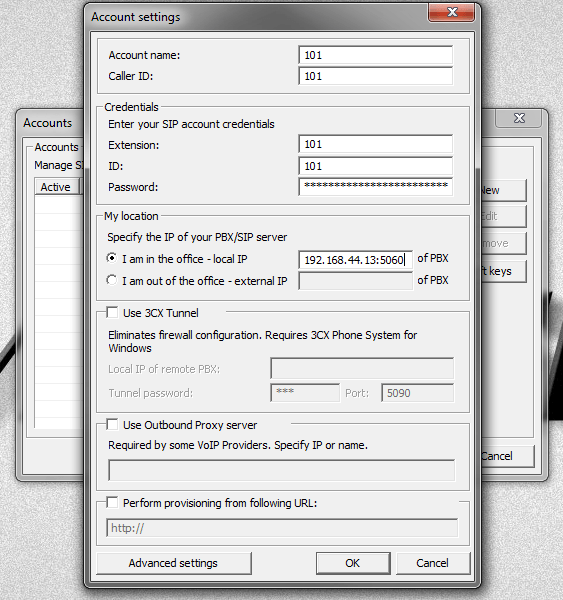 Account settings
Account name: 101
Caller ID: 101
Credentials
Enter your SIP account credentials
Extension: 101
ID: 101
Password: ************************
My location
Specify the IP of your PBX/SIP server
I am in the office - local IP 192.168.44.13:5060 of PBX
I am out of the office - external IP of PBX
Use 3CX Tunnel
Eliminates firewall configuration. Requires 3CX Phone System for
Windows
Local IP of remote PBX:
Tunnel password: *** Port: 5090
Use Outbound Proxy server
Required by some VoIP Providers. Specify IP or name.
Perform provisioning from following URL:
http://
Advanced settings OK Cancel
Accounts
Accounts
Manage S
Active
New
Edit
move
t keys
Cancel